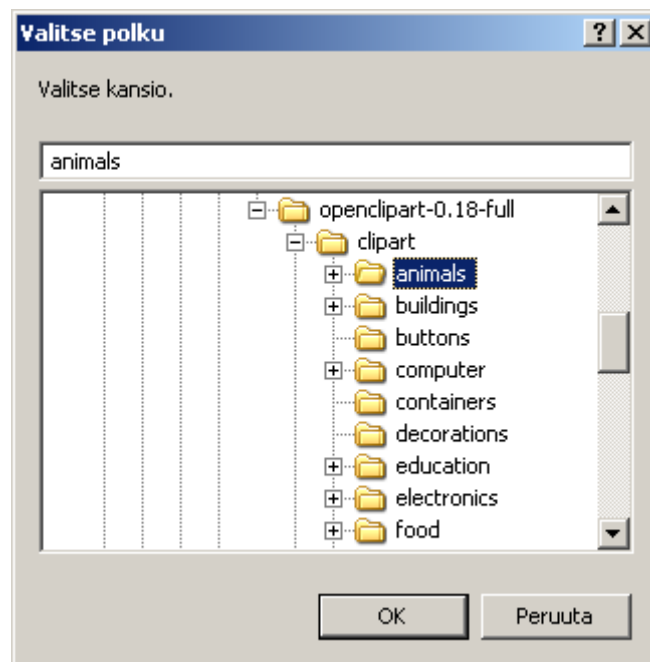 Valitse polku
Valitse kansio.
animals
openclipart-0.18-full
clipart
animals
buildings
buttons
computer
containers
decorations
education
electronics
food
OK Peruuta